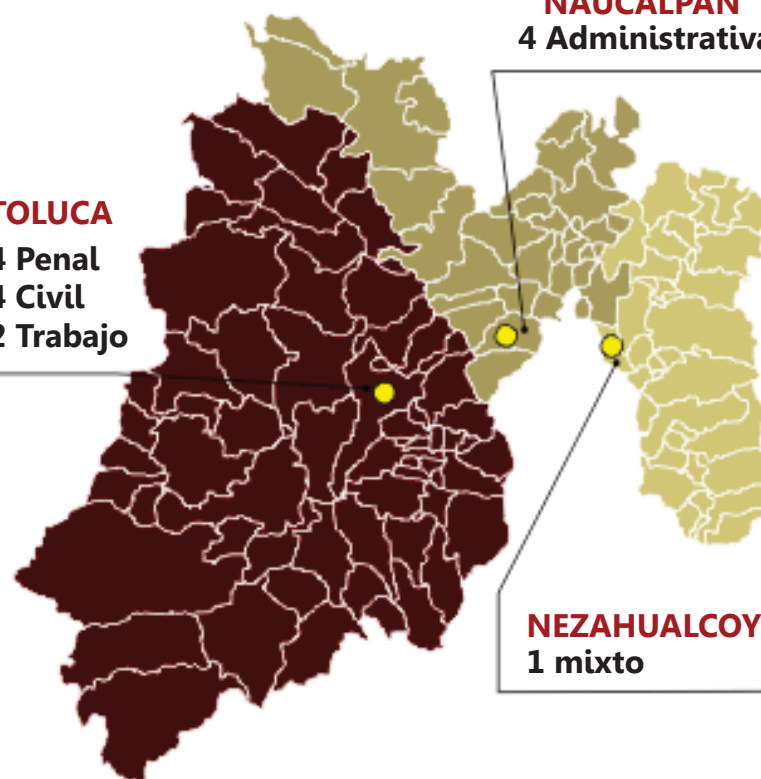 NAUCALPAN
4 Administrativa
TOLUCA
4 Penal
4 Civil
2 Trabajo
NEZAHUALCOY
1 mixto